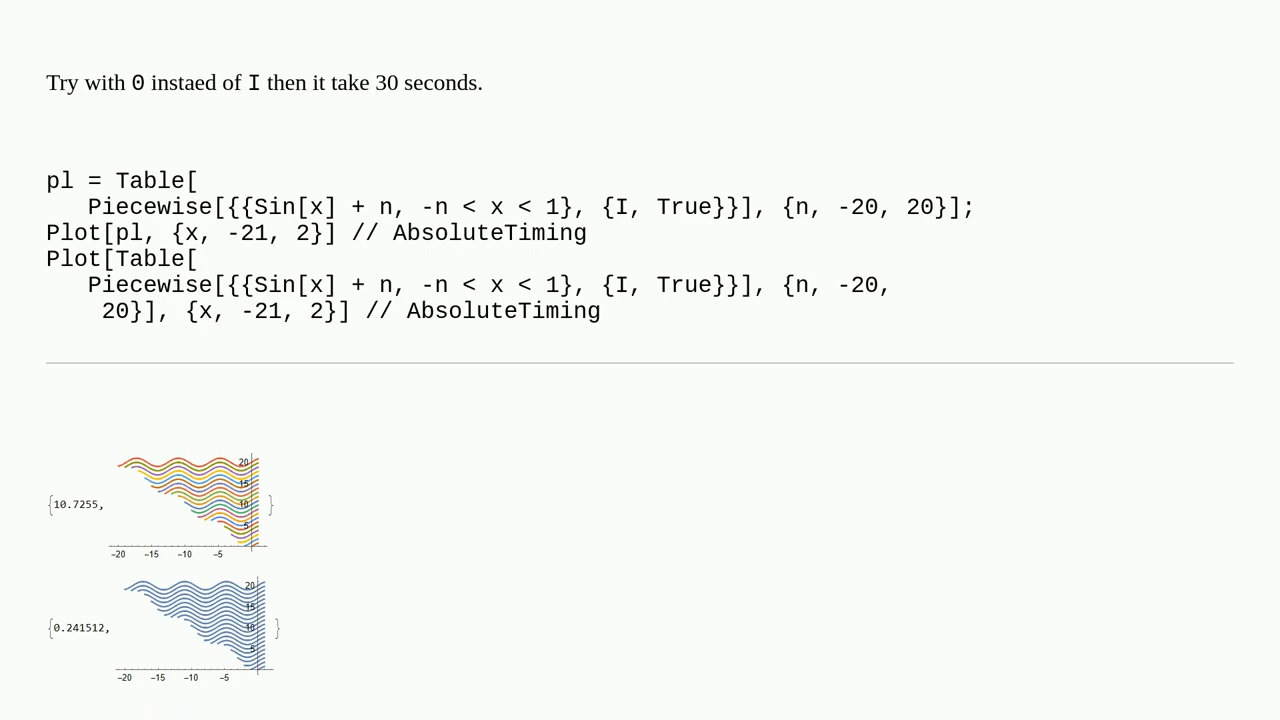 Try with 0 instaed of I then it take 30 seconds.
pl = Table[
Piecewise[{{Sin[x] + n, -n < x < 1}, {I, True}}], {n, -20, 20}];
Plot[pl, {x, -21, 2}] // AbsoluteTiming
Plot[Table[
Piecewise[{{Sin[x] + n, -n < x < 1}, {I, True}}], {n, -20,
20}], {x, -21, 2}] // AbsoluteTiming
20
15
{10.7255, }
10
5
−20 −15 −10 −5
20
15
{0.241512, }
10
5
−20 −15 −10 −5